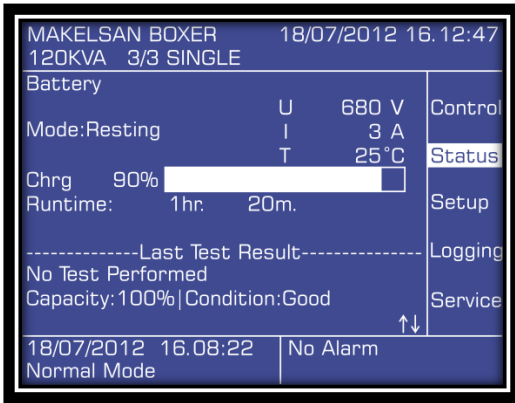 MAKELSAN BOXER 18/07/2012 16.12:47
120KVA 3/3 SINGLE
Battery
U 680 V
Mode:Resting
I 3 A
T 25°C
Chrg 90%
Runtime: 1hr. 20m.
-------------Last Test Result---------------
No Test Performed
Capacity:100%|Condition:Good
↑↓
Control
Status
Setup
Logging
Service
18/07/2012 16.08:22
Normal Mode
No Alarm